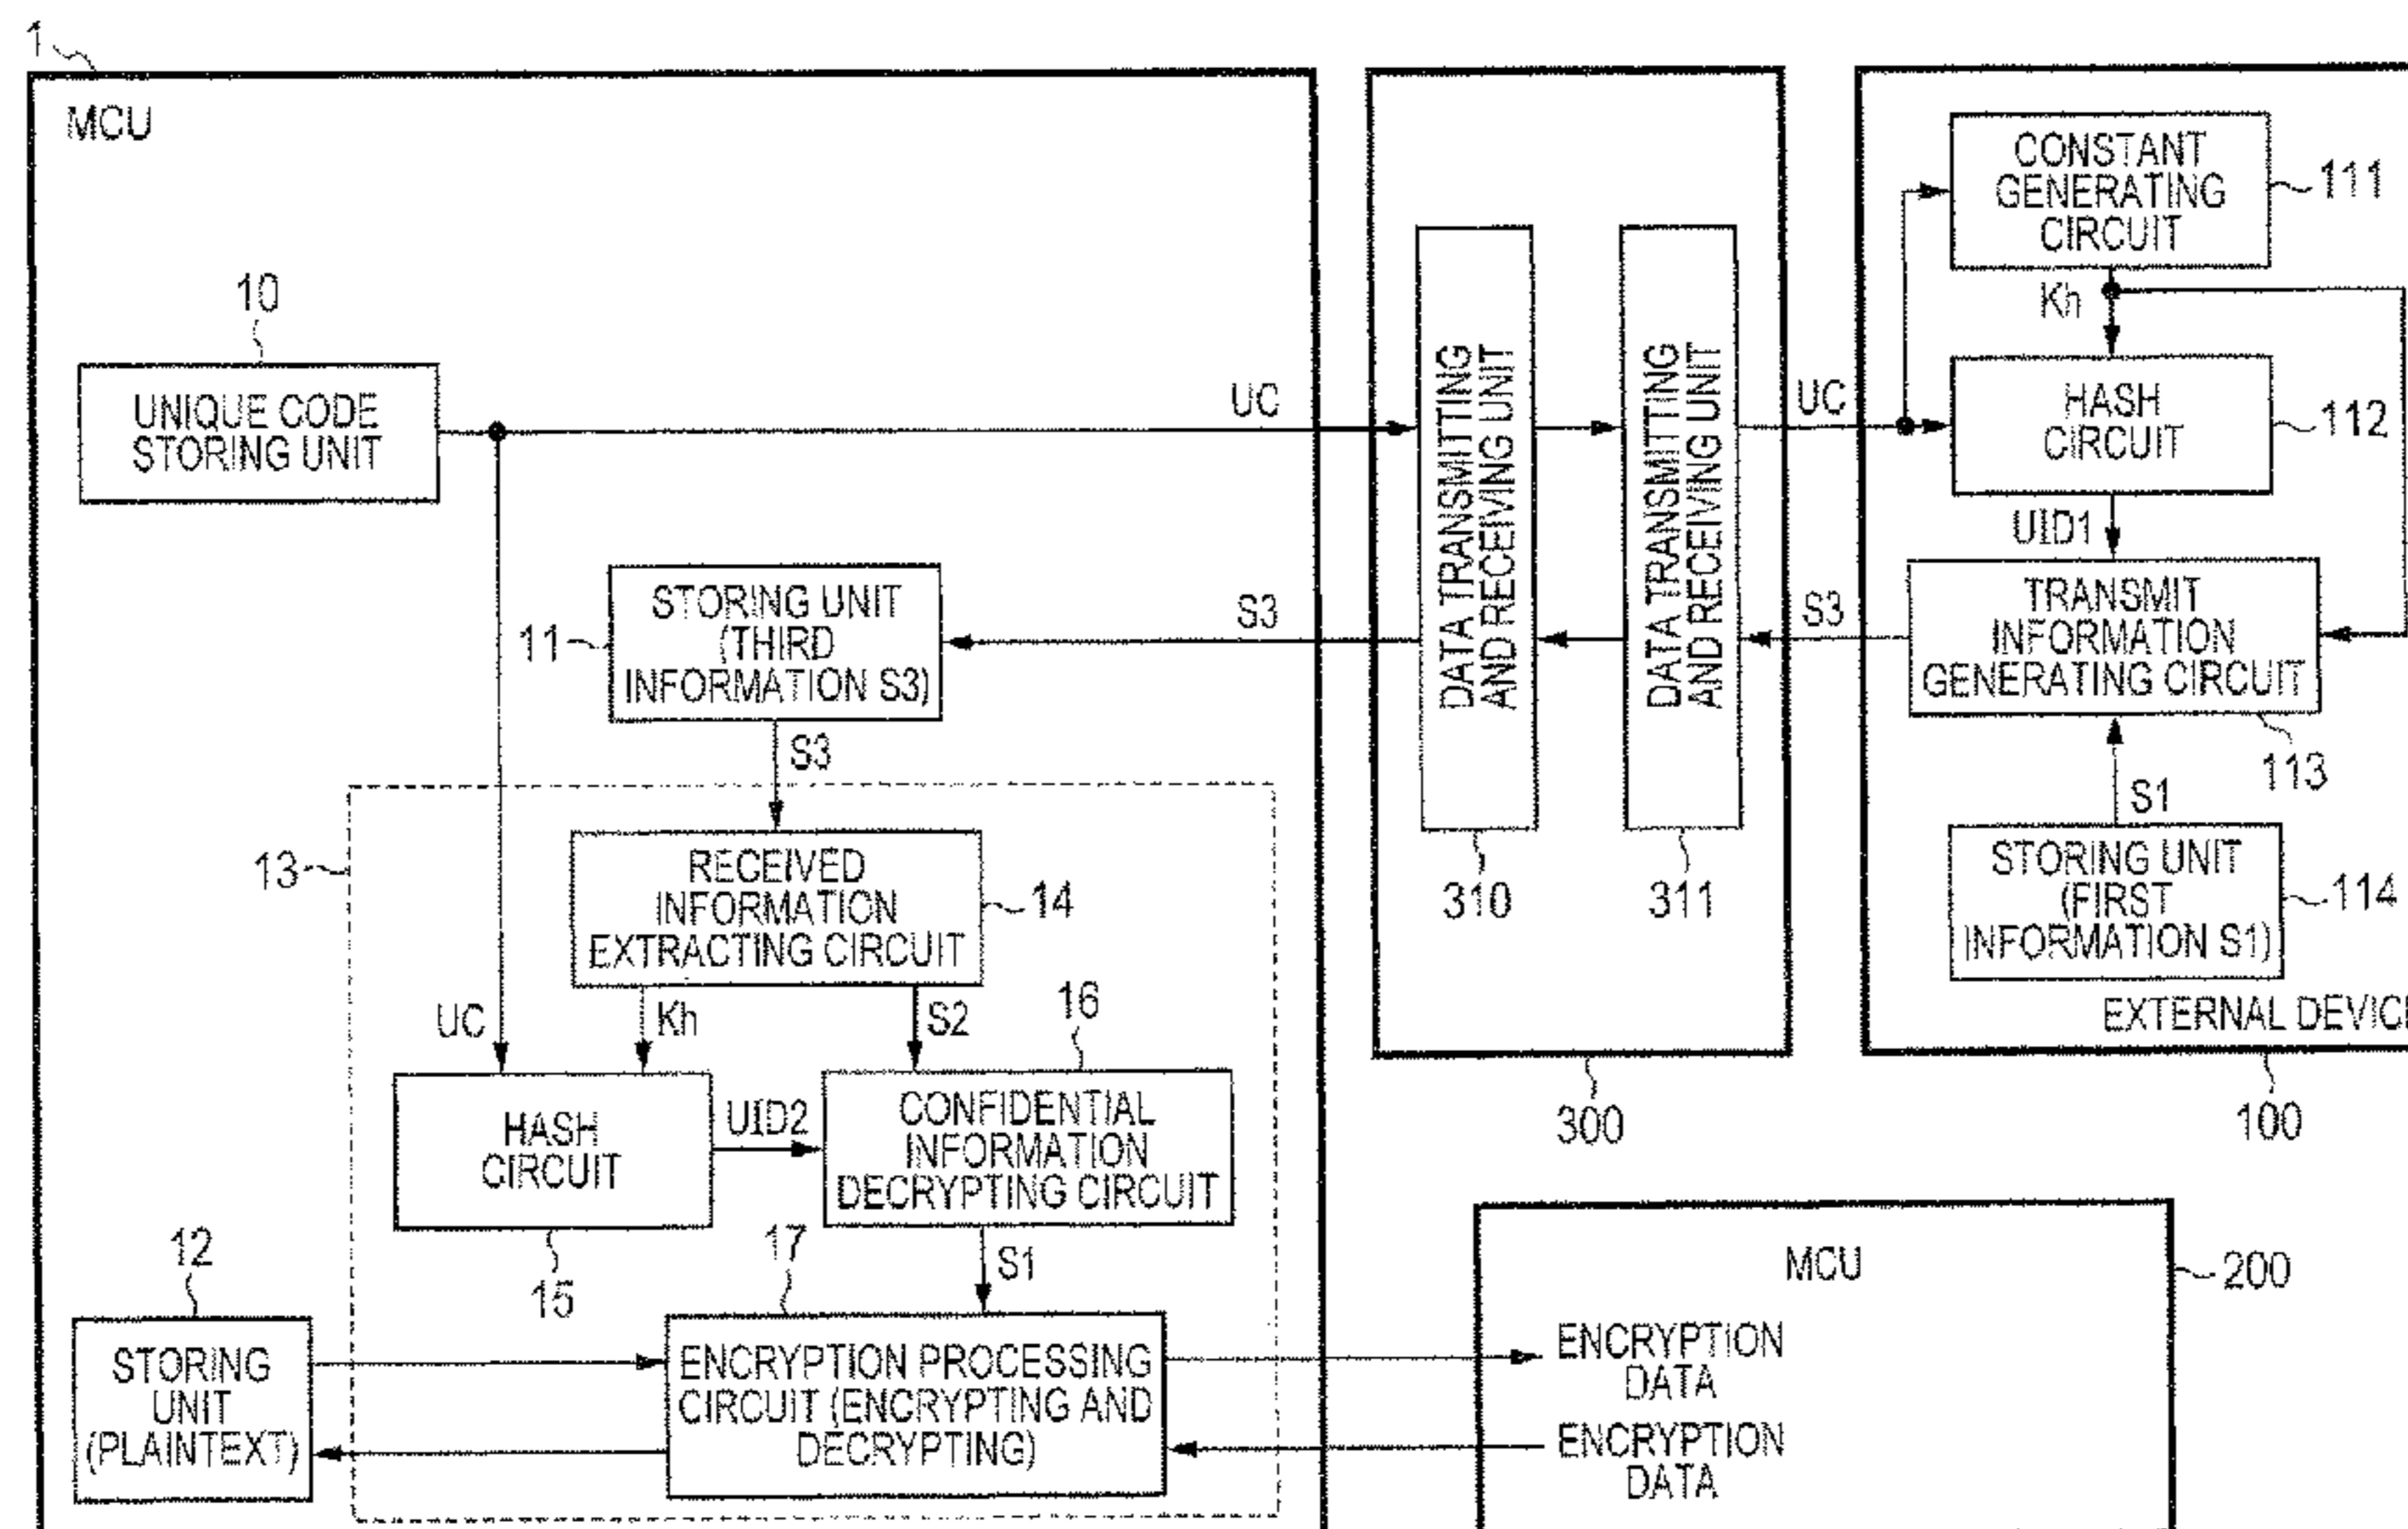 1
MCU
10
UNIQUE CODE
STORING UNIT
UC
11
STORING UNIT
(THIRD
INFORMATION S3)
S3
S3
13
RECEIVED
INFORMATION
EXTRACTING CIRCUIT
14
UC
Kh
S2
16
HASH
CIRCUIT
15
UID2
CONFIDENTIAL
INFORMATION
DECRYPTING CIRCUIT
S1
12
STORING
UNIT
(PLAINTEXT)
17
ENCRYPTION PROCESSING
CIRCUIT (ENCRYPTING AND
DECRYPTING)
DATA TRANSMITTING
AND RECEIVING UNIT
310
DATA TRANSMITTING
AND RECEIVING UNIT
311
300
UC
S3
CONSTANT
GENERATING
CIRCUIT
111
Kh
HASH
CIRCUIT
112
UID1
TRANSMIT
INFORMATION
GENERATING CIRCUIT
113
S1
STORING UNIT
(FIRST
INFORMATION S1)
114
EXTERNAL DEVIC
100
MCU
200
ENCRYPTION
DATA
ENCRYPTION
DATA